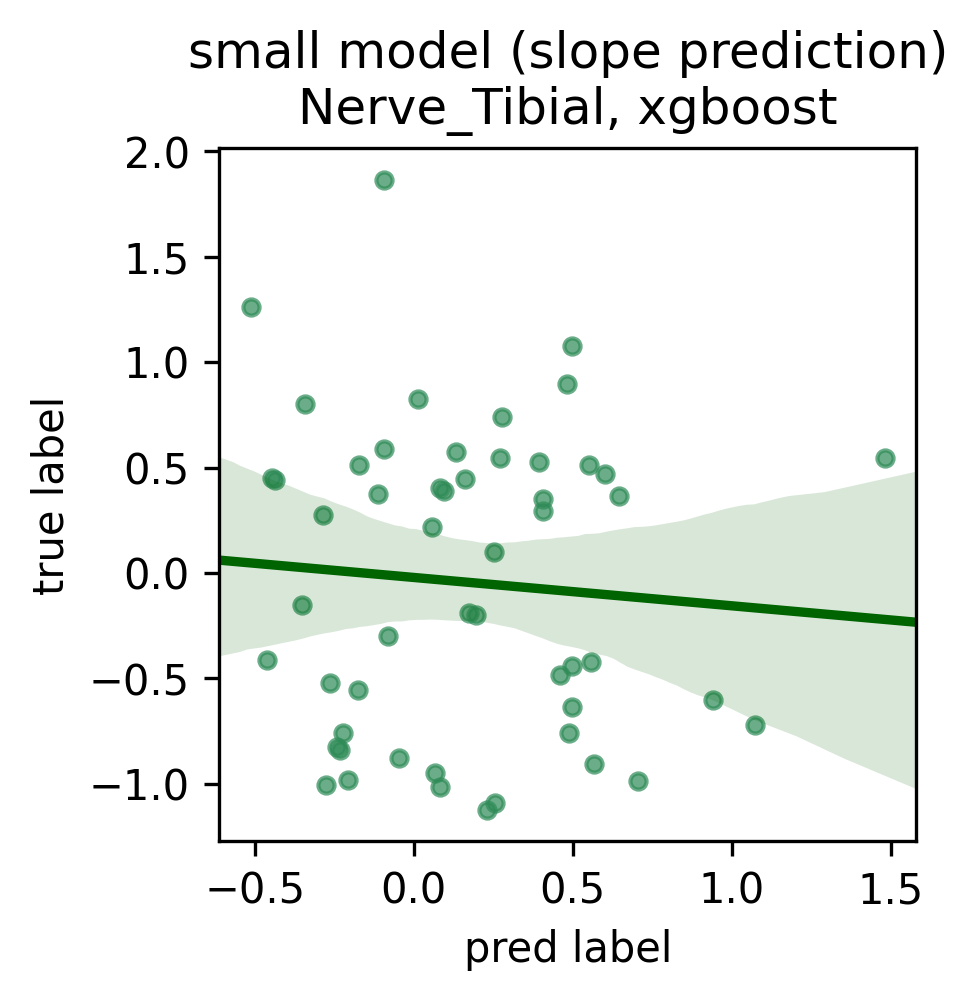 small model (slope prediction)
Nerve_Tibial, xgboost
2.0
1.5
1.0
0.5
0.0
−0.5
−1.0
true label
−0.5 0.0 0.5 1.0 1.5
pred label